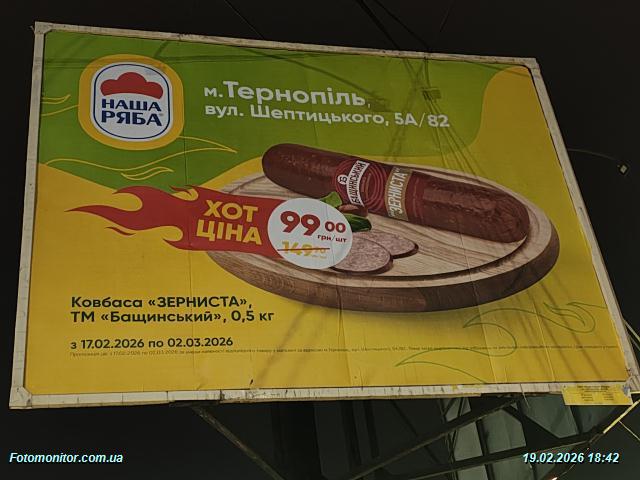 НАША
РЯБА
м.Тернопіль,
вул. Шептицького, 5А/82
БАЩИНСЬКИЙ
"ЗЕРНИСТА"
ХОТ
ЦІНА
99 00
грн/шт
149
Ковбаса «ЗЕРНИСТА»,
ТМ «Бащинський», 0,5 кг
з 17.02.2026 по 02.03.2026
Fotomonitor.com.ua
19.02.2026 18:42